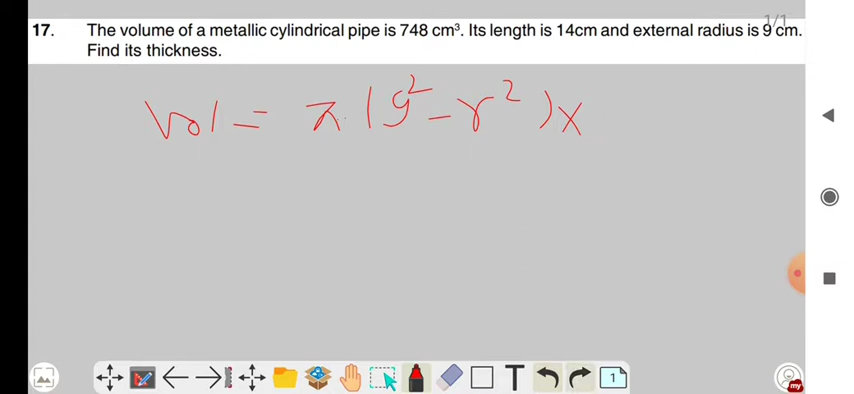 1/1
17. The volume of a metallic cylindrical pipe is 748 cm³. Its length is 14cm and external radius is 9 cm.
Find its thickness.
Vol = π (9² - r²) x
T
1
my